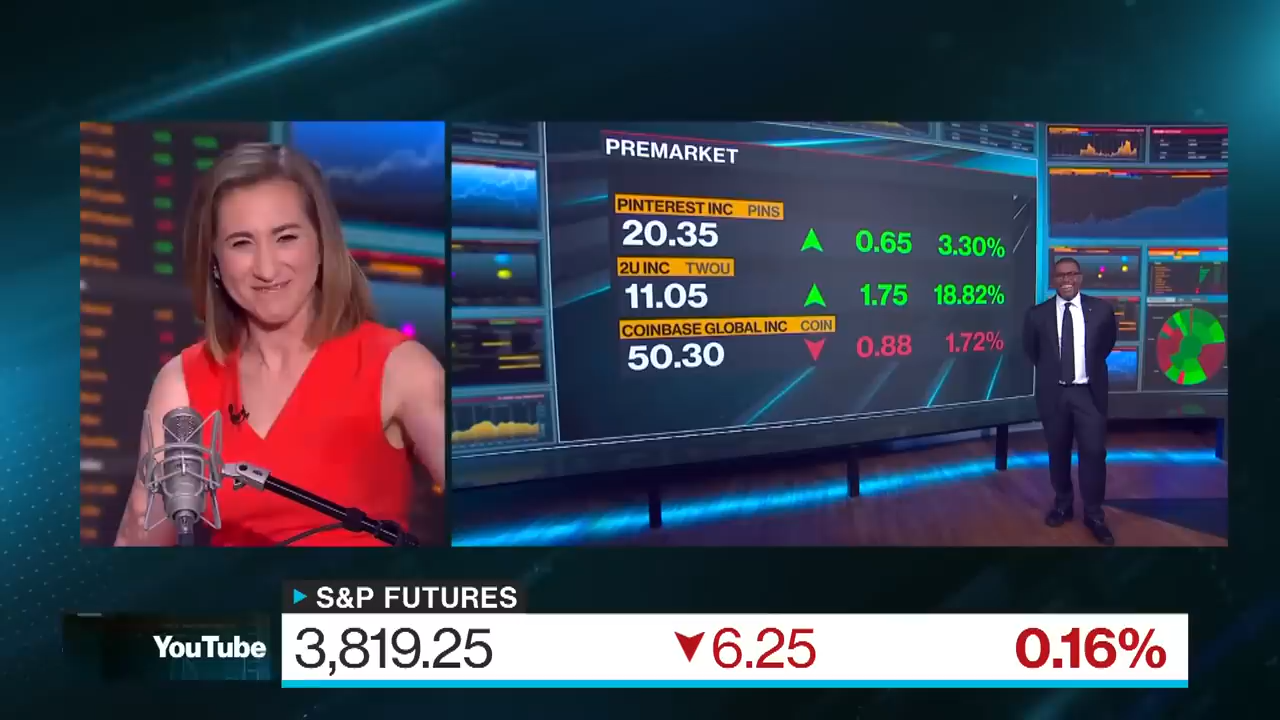 PREMARKET
PINTEREST INC PINS
20.35 0.65 3.30%
2U INC TWOU
11.05 1.75 18.82%
COINBASE GLOBAL INC COIN
50.30 0.88 1.72%
S&P FUTURES
YouTube
3,819.25 6.25 0.16%